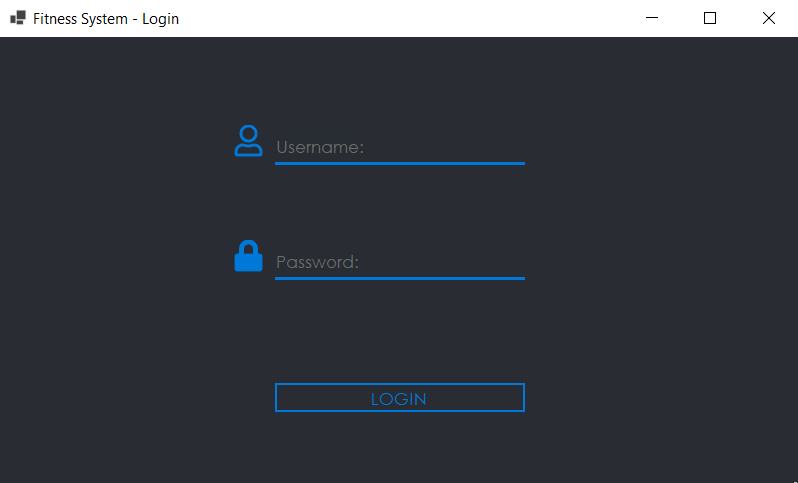 Fitness System - Login
Username:
Password:
LOGIN